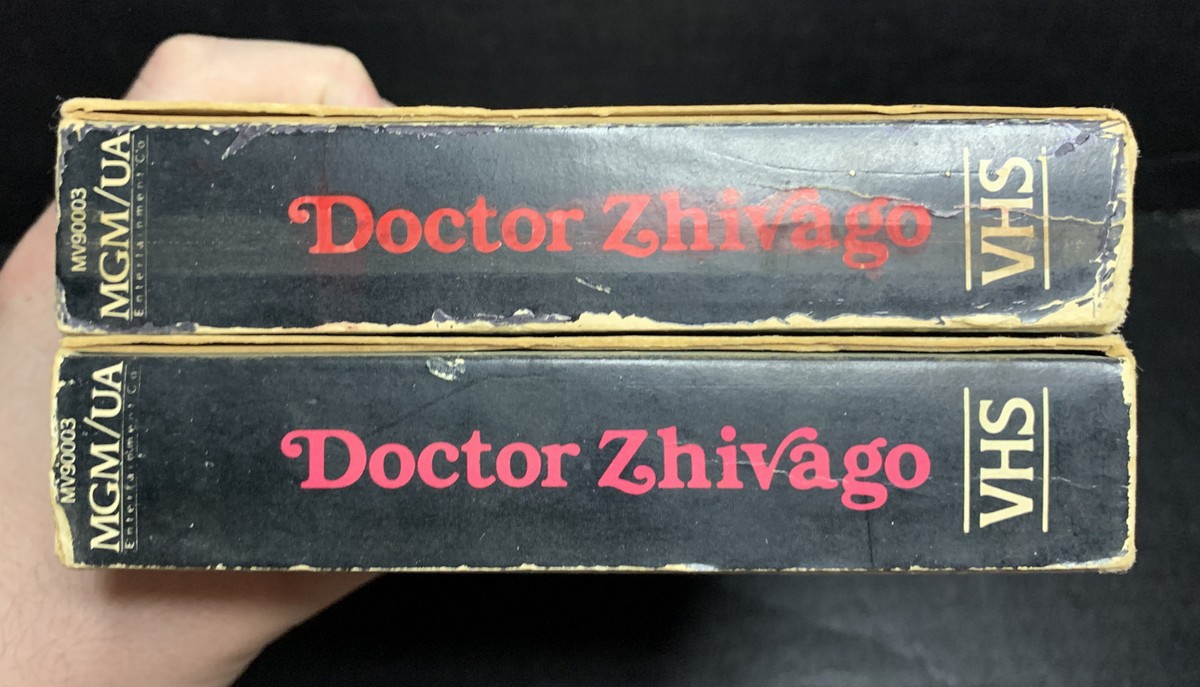 MV90003
MGM/UA
Entertainment Co
Doctor Zhivago
VHS
MV90003
MGM/UA
Entertainment Co
Doctor Zhivago
VHS